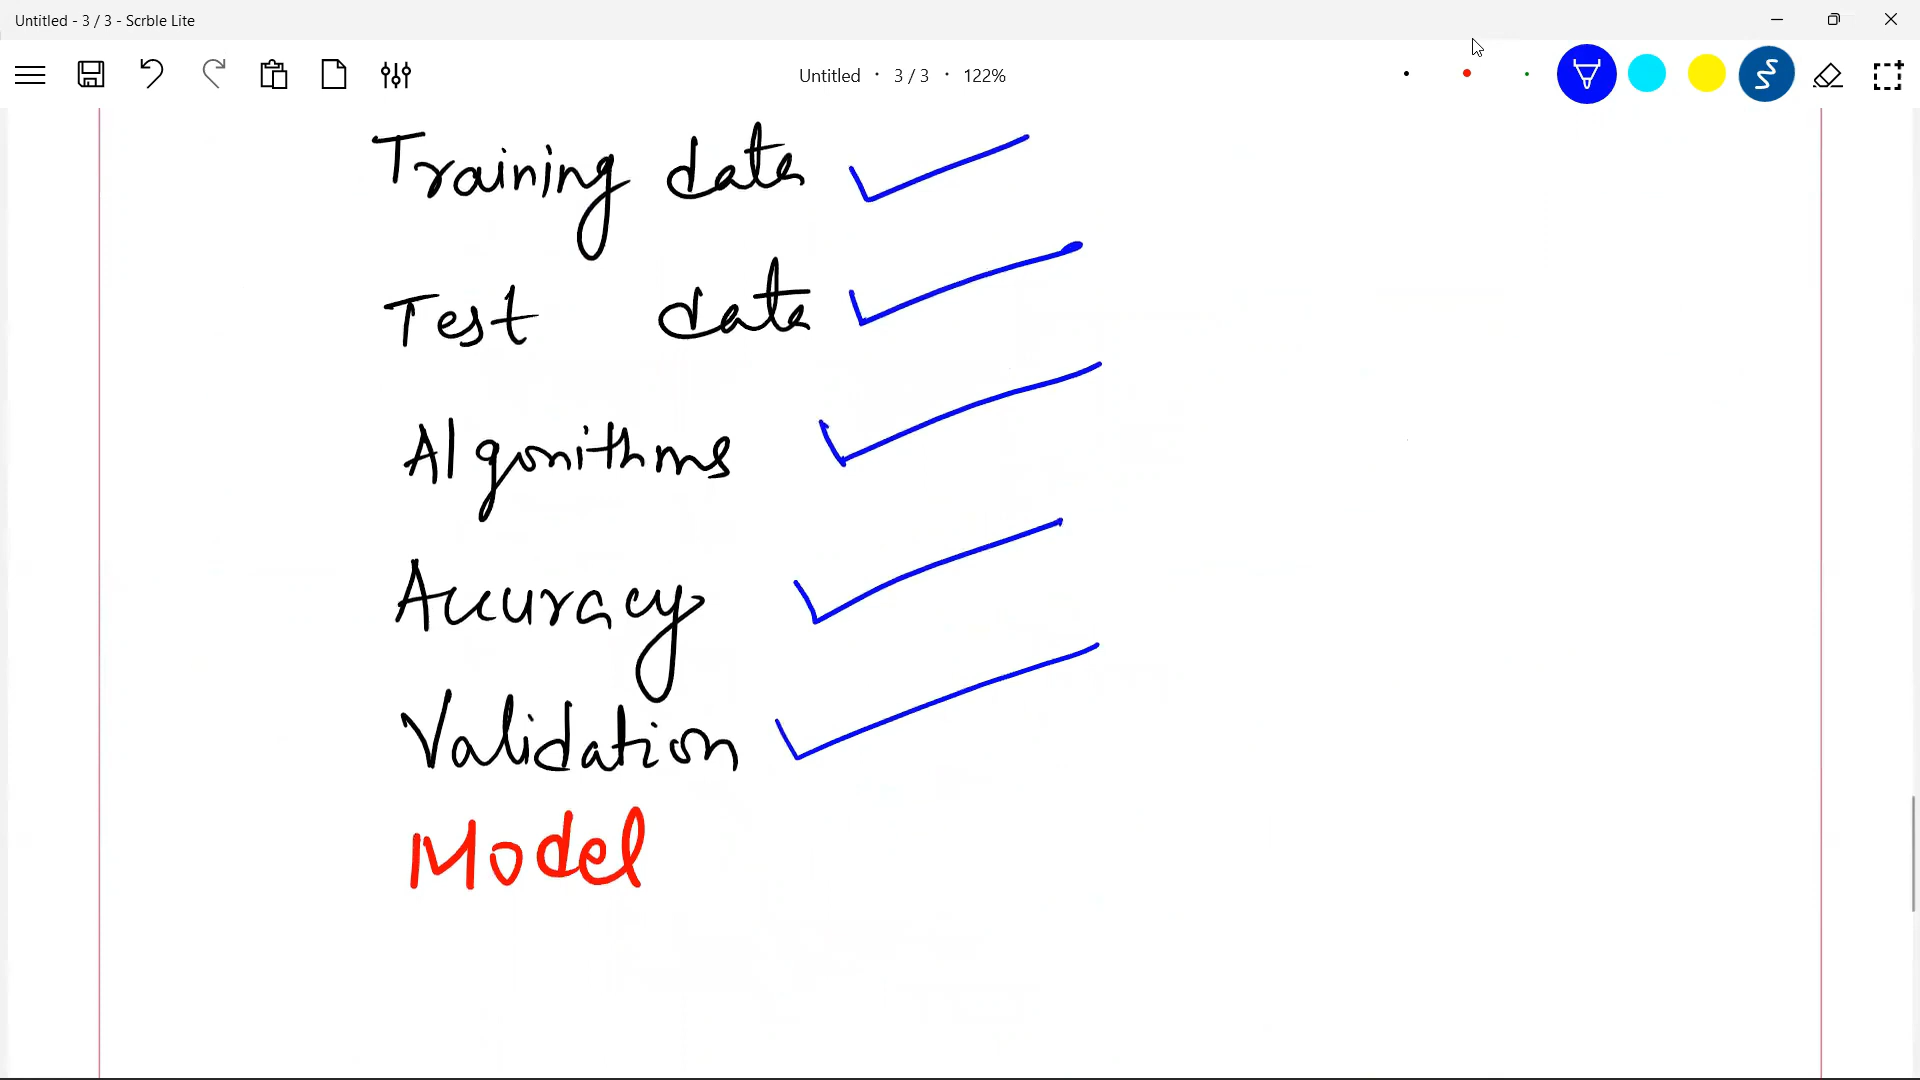 Untitled - 3 / 3 - Scrble Lite
Untitled · 3 / 3 · 122%
Training data
Test data
Algorithms
Accuracy
Validation
Model